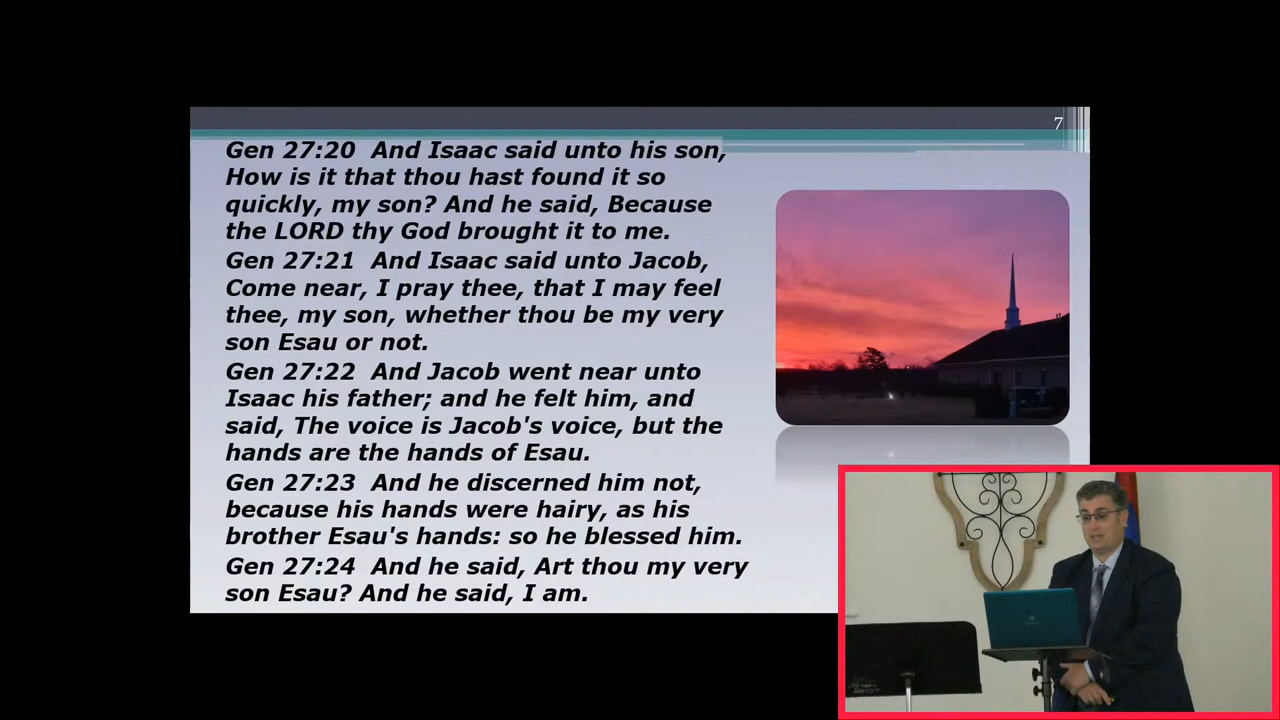 7
Gen 27:20  And Isaac said unto his son,
How is it that thou hast found it so
quickly, my son? And he said, Because
the LORD thy God brought it to me.
Gen 27:21  And Isaac said unto Jacob,
Come near, I pray thee, that I may feel
thee, my son, whether thou be my very
son Esau or not.
Gen 27:22  And Jacob went near unto
Isaac his father; and he felt him, and
said, The voice is Jacob's voice, but the
hands are the hands of Esau.
Gen 27:23  And he discerned him not,
because his hands were hairy, as his
brother Esau's hands: so he blessed him.
Gen 27:24  And he said, Art thou my very
son Esau? And he said, I am.